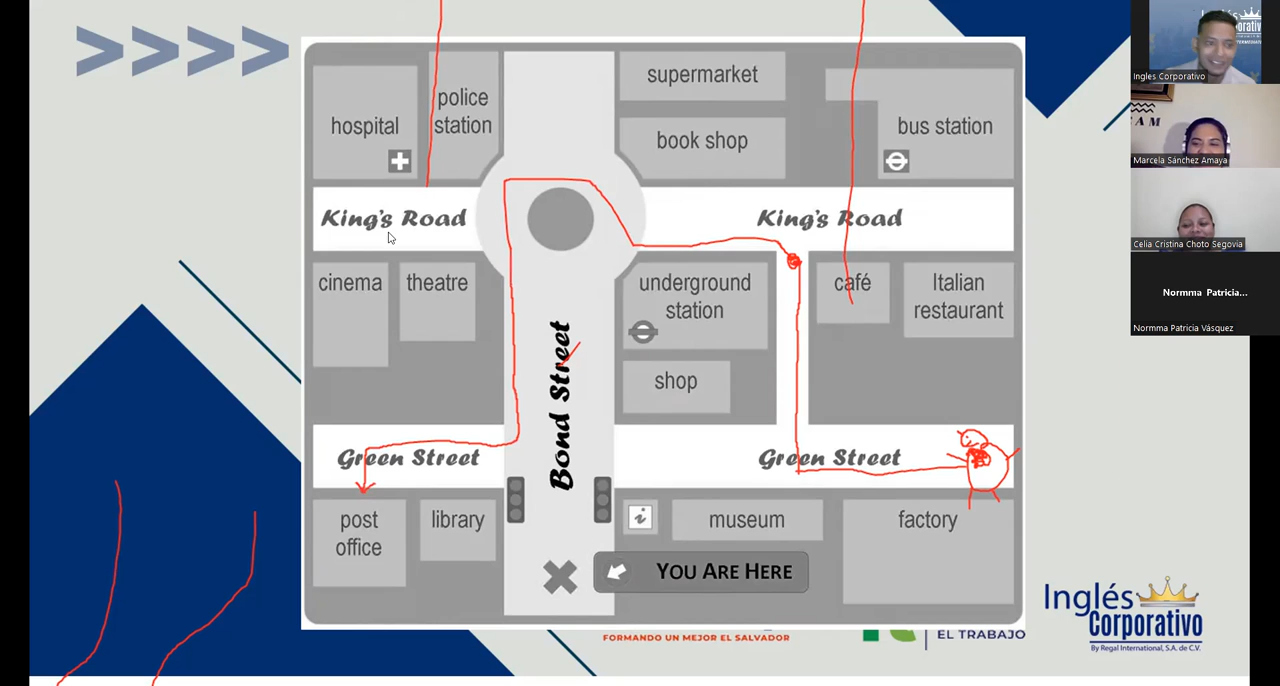 >>>>
hospital
police
station
supermarket
book shop
bus station
King's Road
King's Road
cinema
theatre
underground
station
café
Italian
restaurant
shop
Bond Street
Green Street
Green Street
post
office
library
i
museum
factory
YOU ARE HERE
FORMANDO UN MEJOR EL SALVADOR
EL TRABAJO
Inglés
Corporativo
By Regal International, S.A. de C.V.
Ingles Corporativo
Marcela Sánchez Amaya
Celia Cristina Choto Segovia
Normma Patricia...
Normma Patricia Vásquez